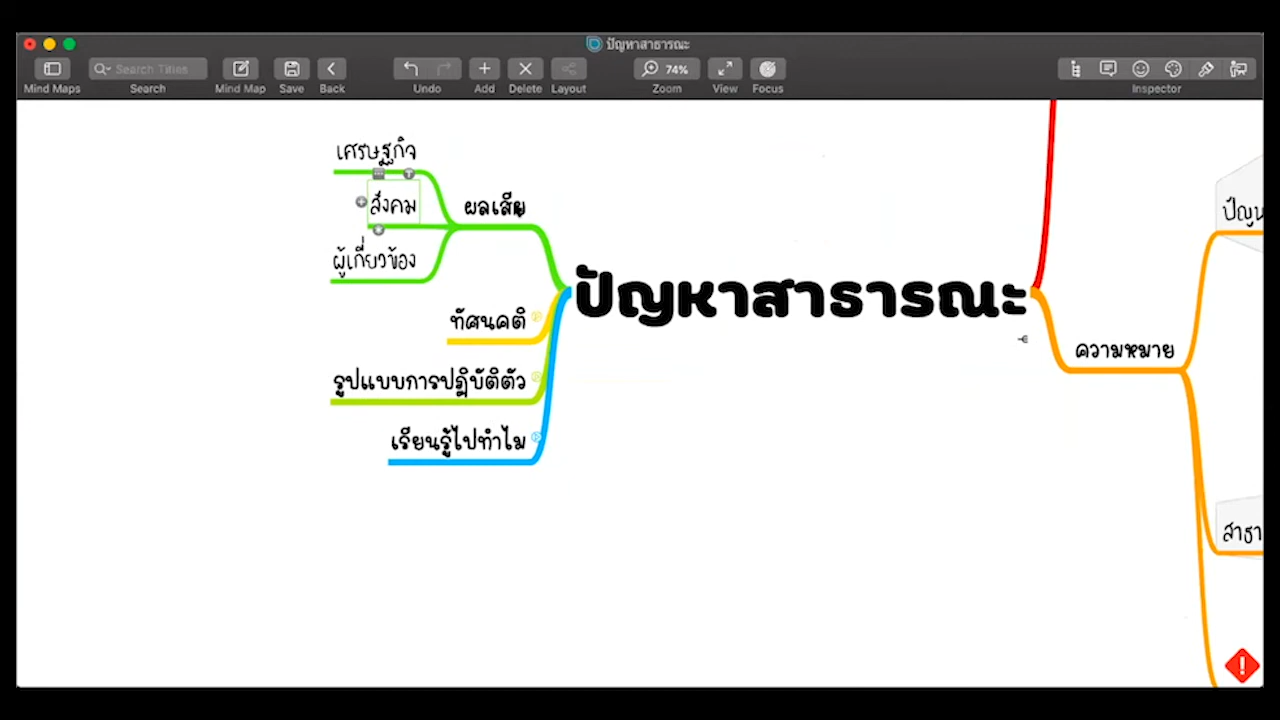 ปัญหาสาธารณะ
Search Titles
74%
Mind Maps
Search
Mind Map
Save
Back
Undo
Add
Delete
Layout
Zoom
View
Focus
Inspector
เศรษฐกิจ
สังคม
ผลเสีย
ผู้เกี่ยวข้อง
ทัศนคติ
รูปแบบการปฏิบัติตัว
เรียนรู้ไปทำไม
ปัญหาสาธารณะ
ความหมาย